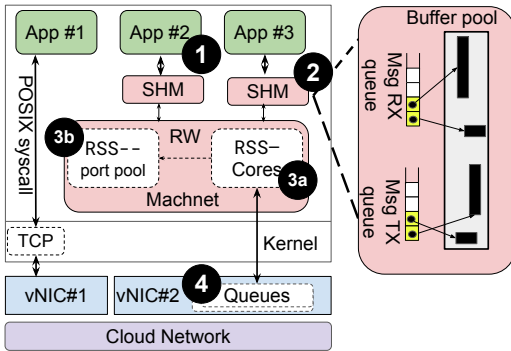 App #1
App #2
App #3
1
2
SHM
SHM
POSIX syscall
3b
RW
RSS--
port pool
RSS-
Cores
3a
Machnet
TCP
Kernel
4
vNIC#1
vNIC#2
Queues
Cloud Network
Buffer pool
Msg RX
queue
Msg TX
queue